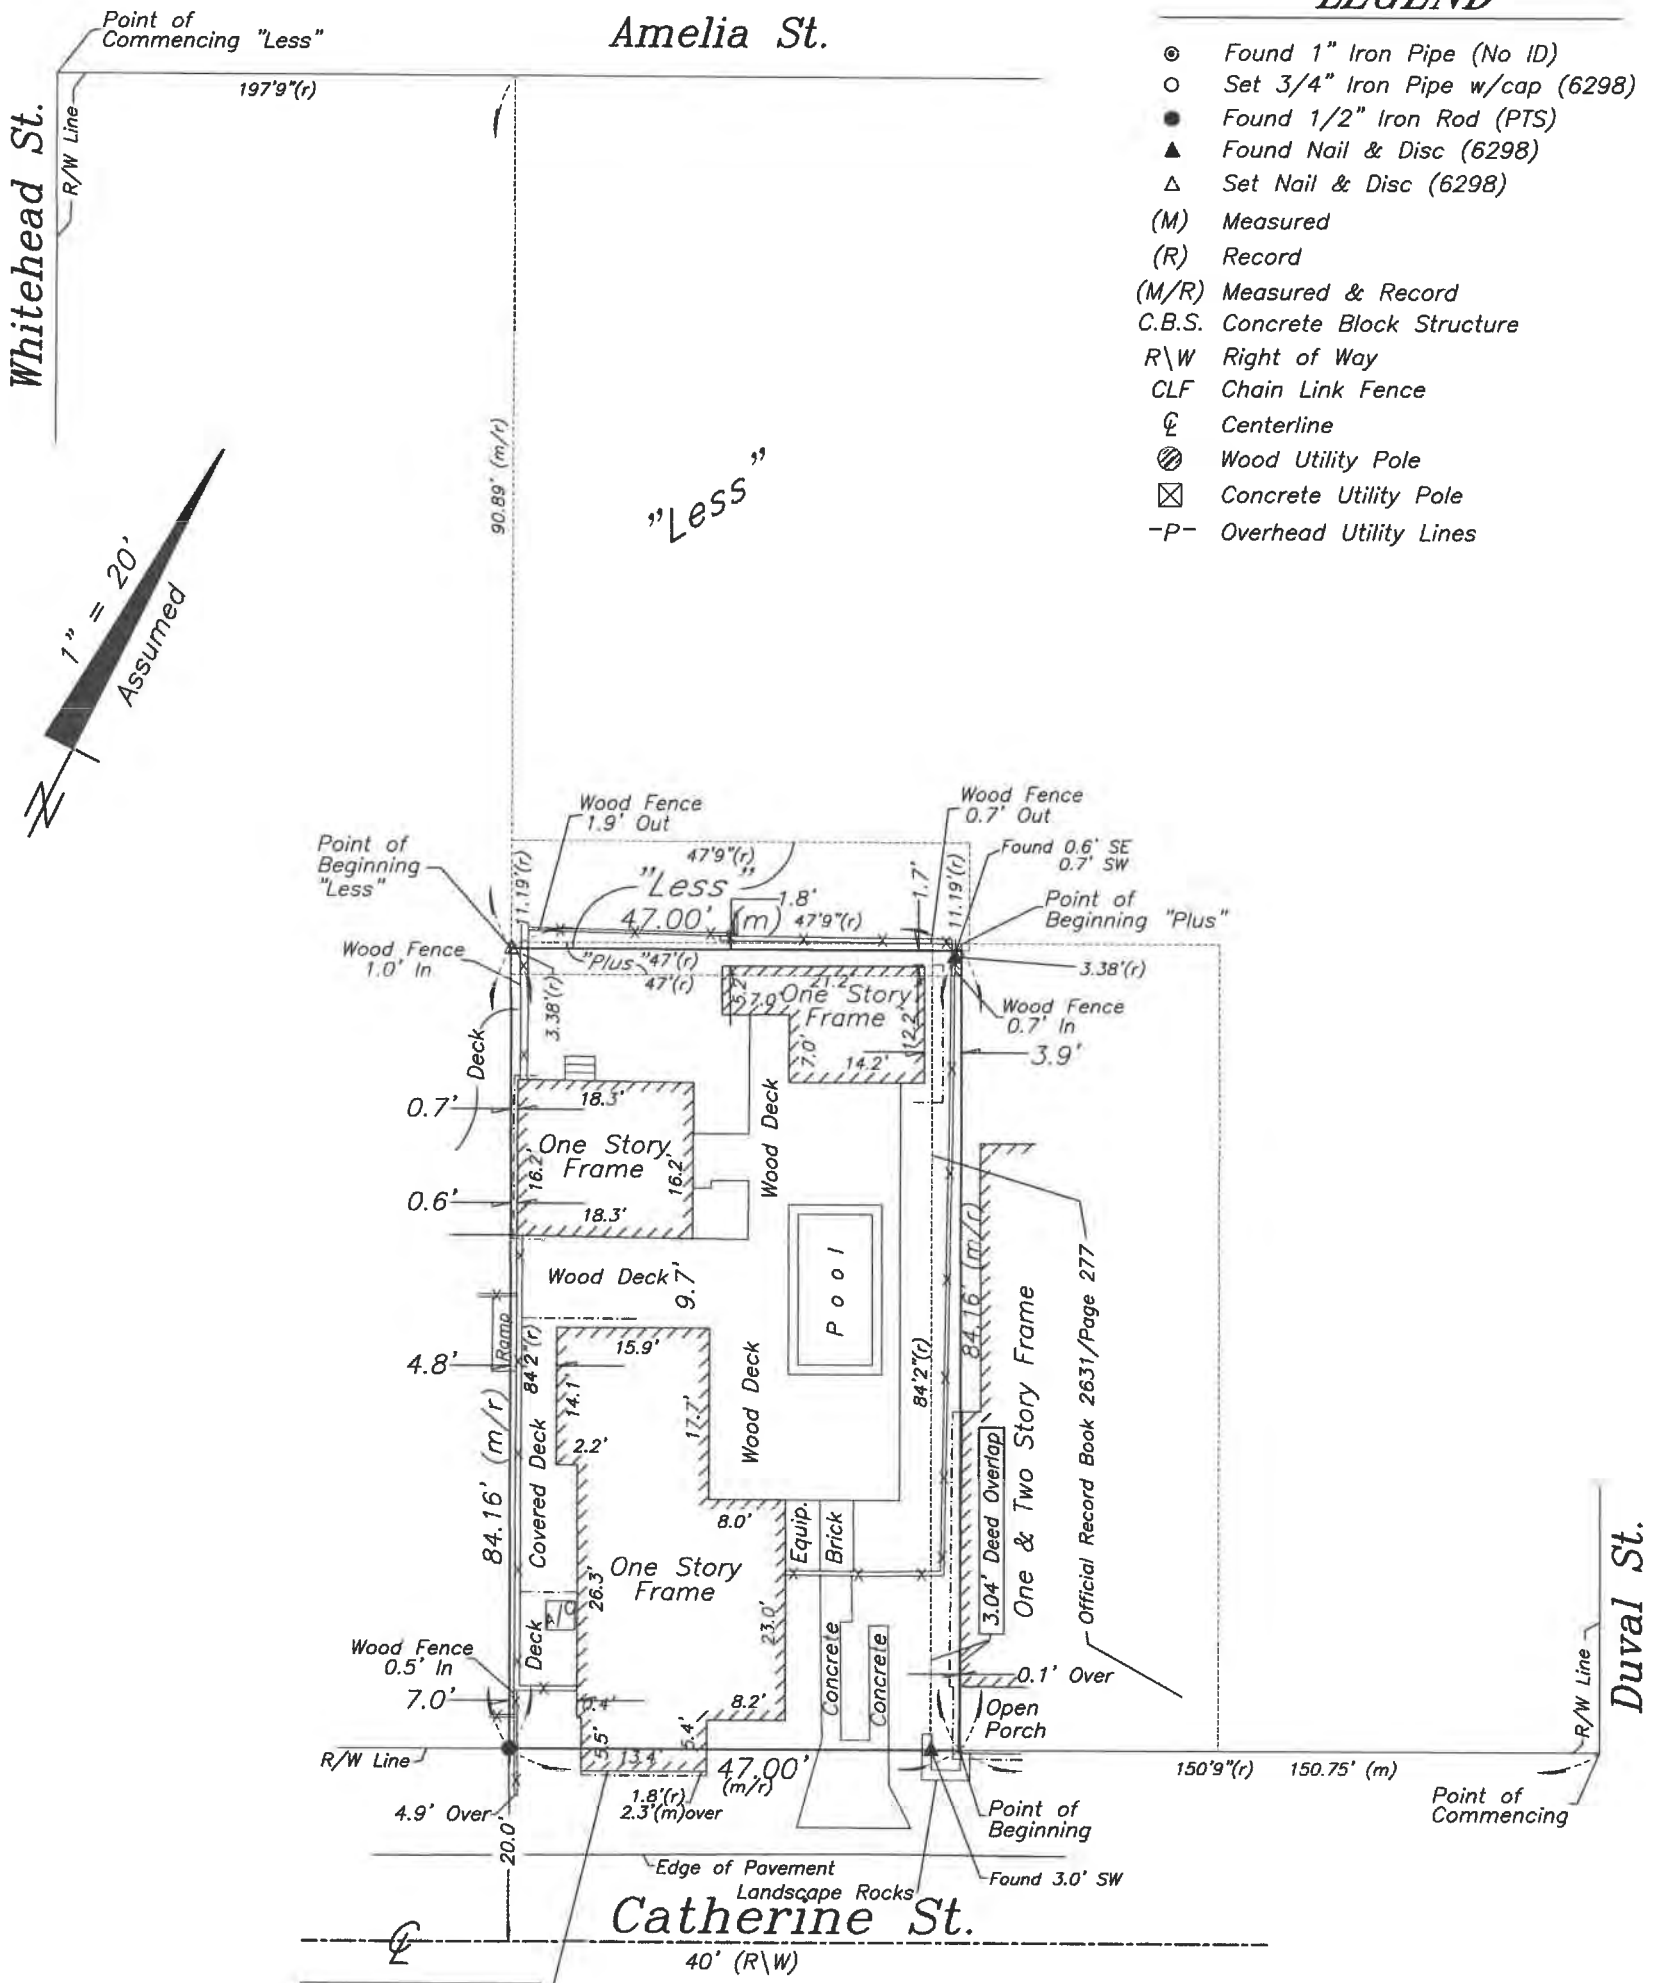 Point of
Commencing "Less"
Amelia St.
LEGEND
197'9"(r)
R/W Line
Whitehead St.
Found 1" Iron Pipe (No ID)
Set 3/4" Iron Pipe w/cap (6298)
Found 1/2" Iron Rod (PTS)
Found Nail & Disc (6298)
Set Nail & Disc (6298)
(M) Measured
(R) Record
(M/R) Measured & Record
C.B.S. Concrete Block Structure
R\W Right of Way
CLF Chain Link Fence
℄ Centerline
Wood Utility Pole
Concrete Utility Pole
-P- Overhead Utility Lines
90.89' (m/r)
"Less"
1" = 20'
Assumed
N
Wood Fence
1.9' Out
Wood Fence
0.7' Out
Point of
Beginning
"Less"
Found 0.6' SE
0.7' SW
47'9"(r)
11.19'(r)
"Less"
1.8'
1.7'
11.19'(r)
Point of
Beginning "Plus"
47.00' (m)
47'9"(r)
Wood Fence
1.0' In
"Plus"
47'(r)
47'(r)
3.38'(r)
3.38'(r)
Wood Fence
0.7' In
21.2'
5.2'
7.0'
One Story
Frame
12.2'
7.0'
14.2'
3.9'
Deck
0.7'
18.3'
One Story
Frame
16.2'
16.2'
0.6'
18.3'
Wood Deck
Wood Deck
9.7'
Pool
84.16' (m/r)
One & Two Story Frame
Official Record Book 2631/Page 277
Ramp
84'2"(r)
15.9'
4.8'
14.1'
84'2"(r)
84.16' (m/r)
Covered Deck
2.2'
17.7'
Wood Deck
3.04' Deed Overlap
8.0'
Equip.
Brick
One Story
Frame
26.3'
23.0'
A/C
Deck
Concrete
Concrete
Wood Fence
0.5' In
7.0'
0.1' Over
8.2'
Open
Porch
5.5'
5.4'
13.4'
R/W Line
47.00'
(m/r)
150'9"(r)
150.75' (m)
R/W Line
Duval St.
1.8'(r)
2.3'(m)over
4.9' Over
Point of
Beginning
Point of
Commencing
20.0'
Edge of Pavement
Found 3.0' SW
Landscape Rocks
Catherine St.
℄
40' (R\W)